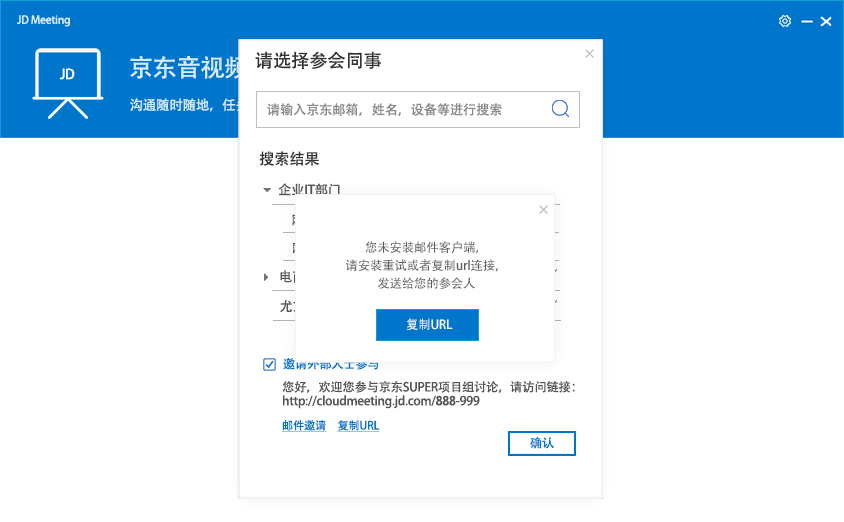 JD Meeting
JD
京东音视频
沟通随时随地，任
请选择参会同事
请输入京东邮箱，姓名，设备等进行搜索
搜索结果
企业IT部门
电
尤
您未安装邮件客户端,
请安装重试或者复制url连接,
发送给您的参会人
复制URL
邀请外部人士参与
您好，欢迎您参与京东SUPER项目组讨论，请访问链接：
http://cloudmeeting.jd.com/888-999
邮件邀请 复制URL
确认